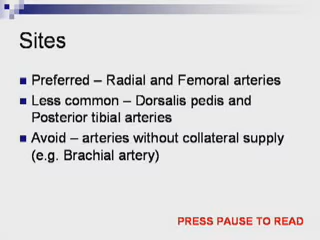 Sites
Preferred – Radial and Femoral arteries
Less common – Dorsalis pedis and
Posterior tibial arteries
Avoid – arteries without collateral supply
(e.g. Brachial artery)
PRESS PAUSE TO READ